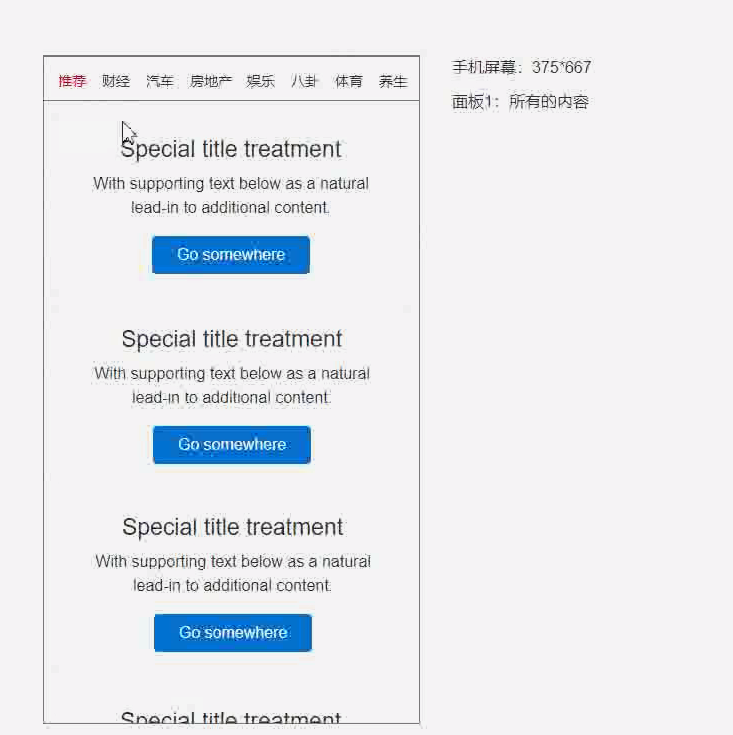 推荐 财经 汽车 房地产 娱乐 八卦 体育 养生
Special title treatment
With supporting text below as a natural
lead-in to additional content.
Go somewhere
Special title treatment
With supporting text below as a natural
lead-in to additional content.
Go somewhere
Special title treatment
With supporting text below as a natural
lead-in to additional content.
Go somewhere
Special title treatment
手机屏幕：375*667
面板1：所有的内容